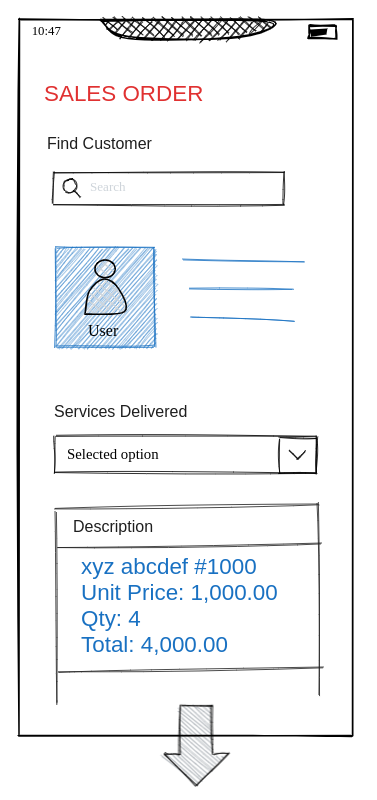 10:47
SALES ORDER
Find Customer
Search
User
Services Delivered
Selected option
Description
xyz abcdef #1000
Unit Price: 1,000.00
Qty: 4
Total: 4,000.00